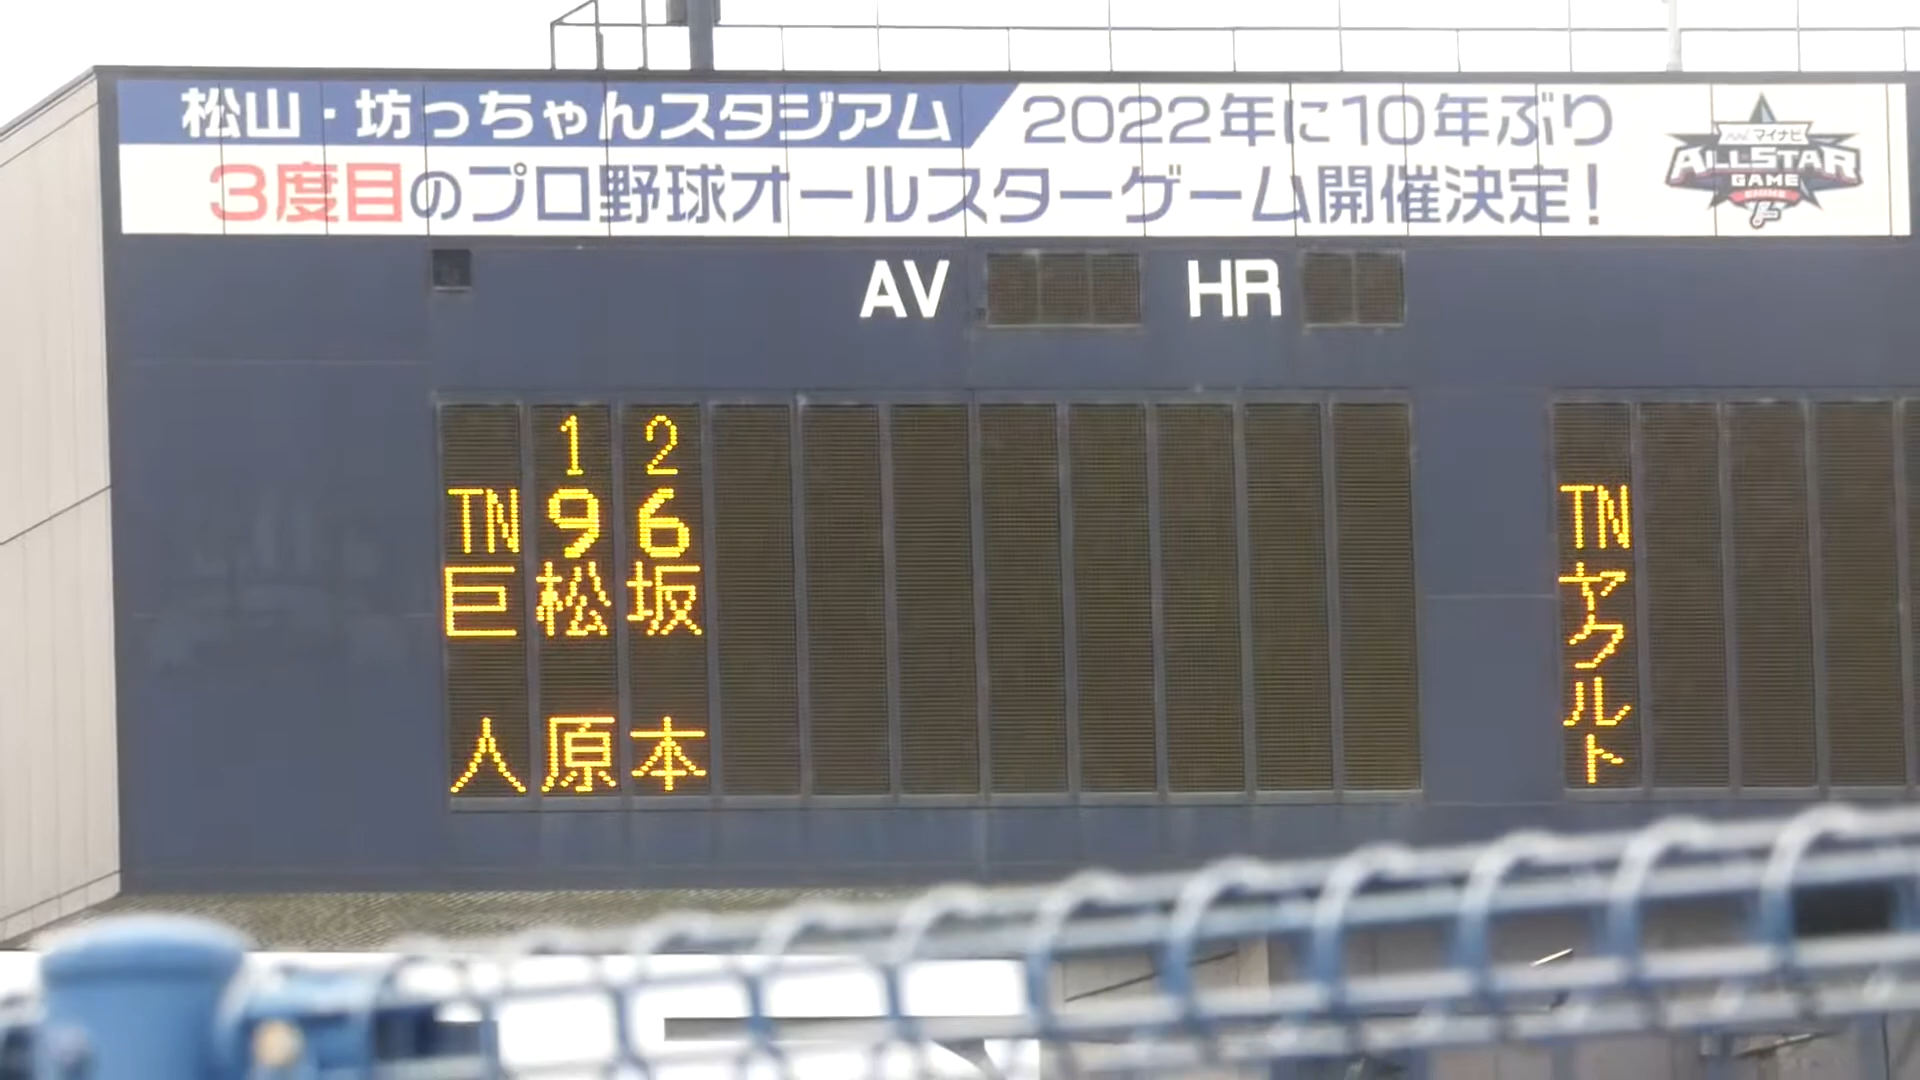 松山・坊っちゃんスタジアム 2022年に10年ぶり
3度目のプロ野球オールスターゲーム開催決定!
マイナビ
ALLSTAR
GAME
AV HR
1 2
TN 9 6
巨人 松原 坂本
TN
ヤクルト